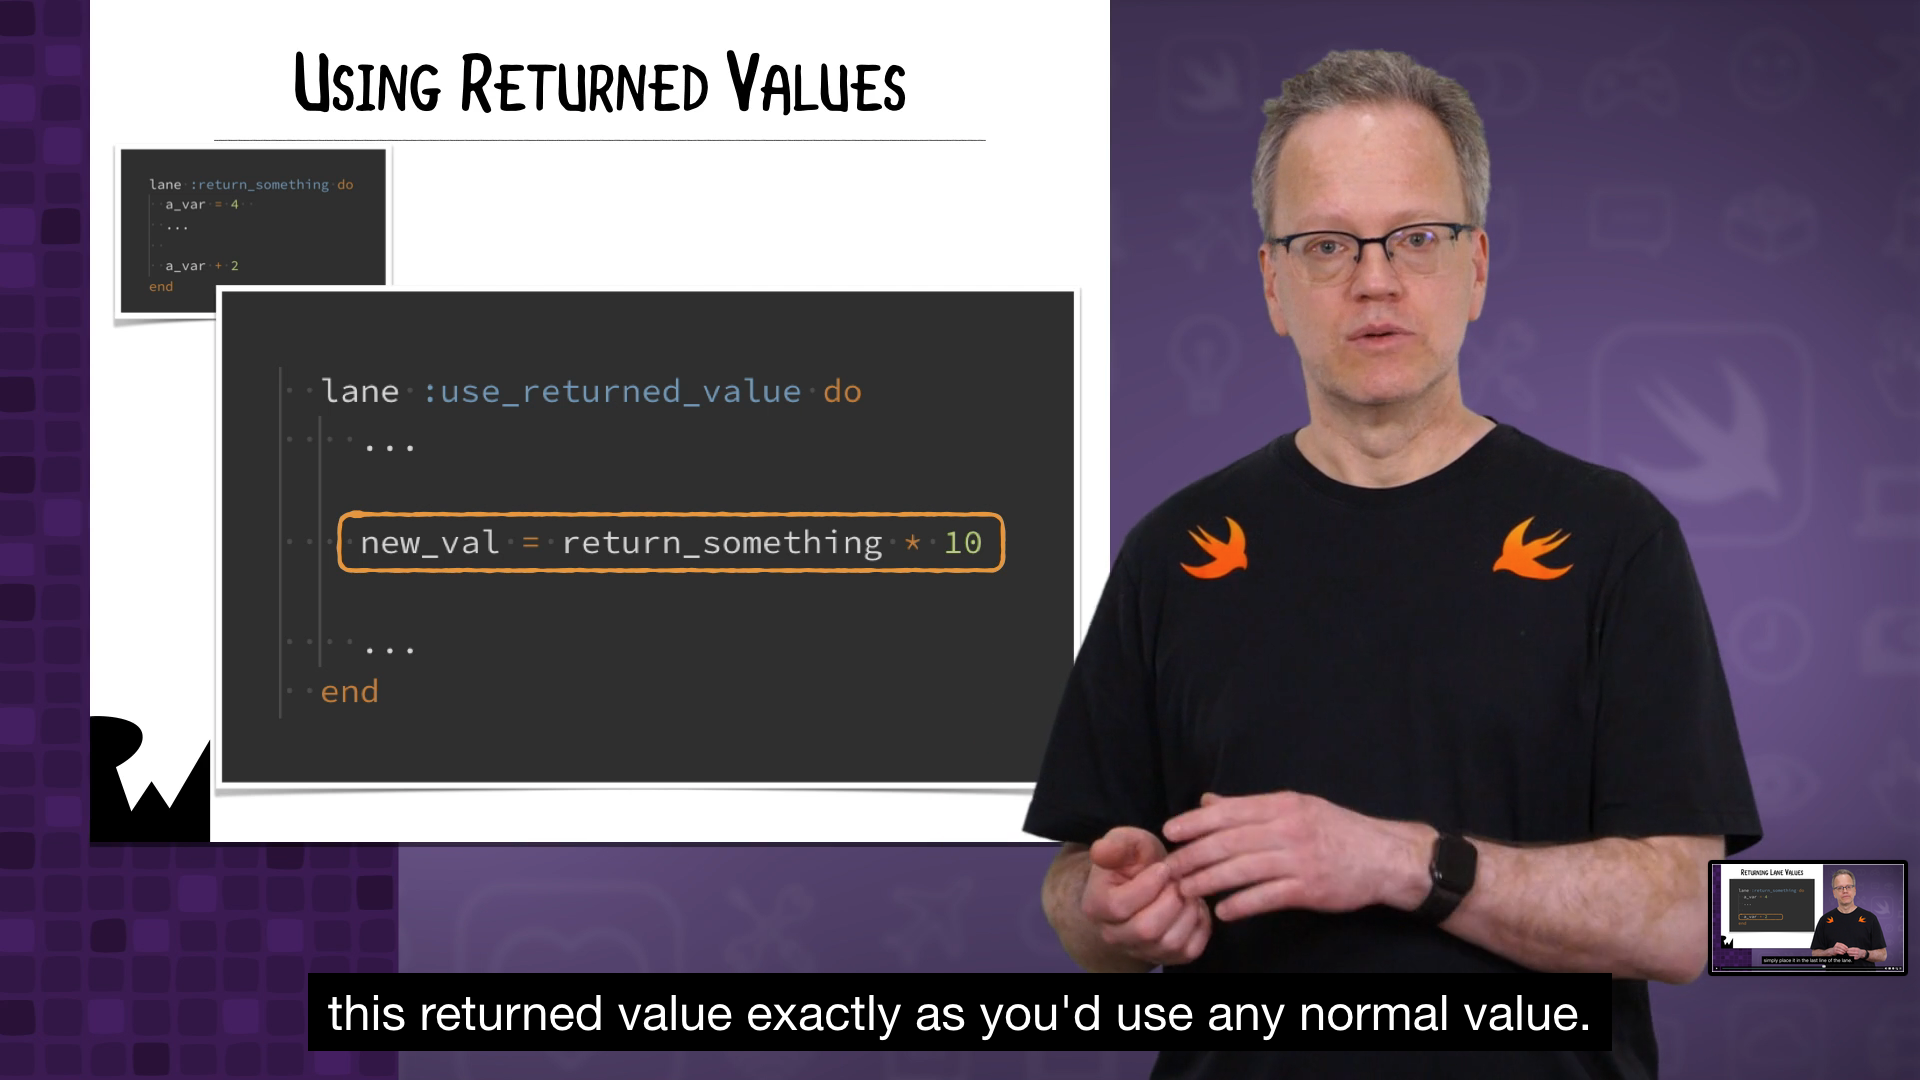 USING RETURNED VALUES
lane :return_something do
a_var = 4
...
a_var + 2
end
lane :use_returned_value do
...
new_val = return_something * 10
...
end
this returned value exactly as you'd use any normal value.
RETURNING LANE VALUES
lane :return_something do
a_var = 4
...
a_var + 2
end
simply place it in the last line of the lane.